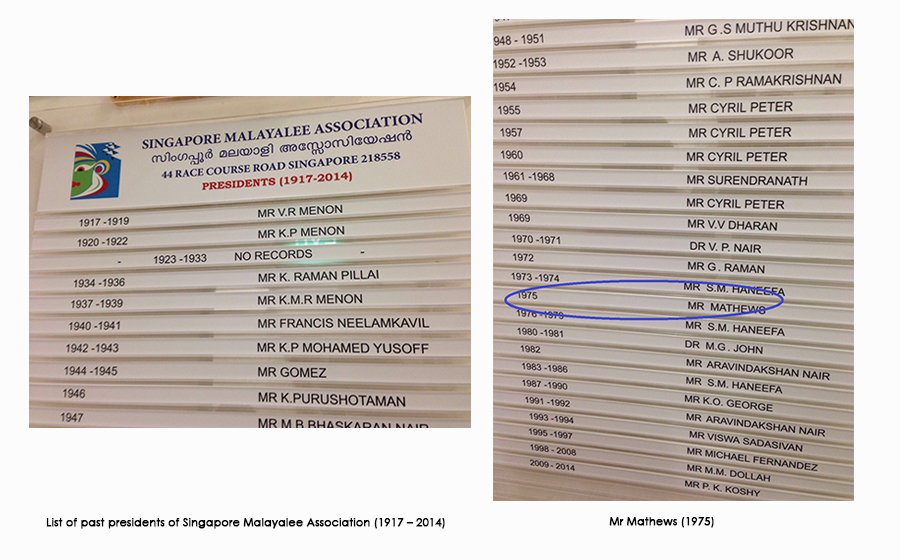 SINGAPORE MALAYALEE ASSOCIATION
സിംഗപ്പൂർ മലയാളി അസ്സോസിയേഷൻ
44 RACE COURSE ROAD SINGAPORE 218558
PRESIDENTS (1917-2014)
1917 -1919 MR V.R MENON
1920 -1922 MR K.P MENON
- 1923 -1933 NO RECORDS -
1934 -1936 MR K. RAMAN PILLAI
1937 -1939 MR K.M.R MENON
1940 -1941 MR FRANCIS NEELAMKAVIL
1942 -1943 MR K.P MOHAMED YUSOFF
1944 -1945 MR GOMEZ
1946 MR K.PURUSHOTAMAN
1947 MR M.B BHASKARAN NAIR
List of past presidents of Singapore Malayalee Association (1917 – 2014)
948 - 1951 MR G .S MUTHU KRISHNAN
1952 -1953 MR A. SHUKOOR
1954 MR C. P RAMAKRISHNAN
1955 MR CYRIL PETER
1957 MR CYRIL PETER
1960 MR CYRIL PETER
1961 -1968 MR SURENDRANATH
1969 MR CYRIL PETER
1969 MR V.V DHARAN
1970 -1971 DR V. P. NAIR
1972 MR G. RAMAN
1973 -1974 MR S.M. HANEEFA
1975 MR MATHEWS
1976 -1979 MR S.M. HANEEFA
1980 -1981 DR M.G. JOHN
1982 MR ARAVINDAKSHAN NAIR
1983 -1986 MR S.M. HANEEFA
1987 -1990 MR K.O. GEORGE
1991 -1992 MR ARAVINDAKSHAN NAIR
1993 -1994 MR VISWA SADASIVAN
1995 -1997 MR MICHAEL FERNANDEZ
1998 - 2008 MR M.M. DOLLAH
2009 - 2014 MR P. K. KOSHY
Mr Mathews (1975)